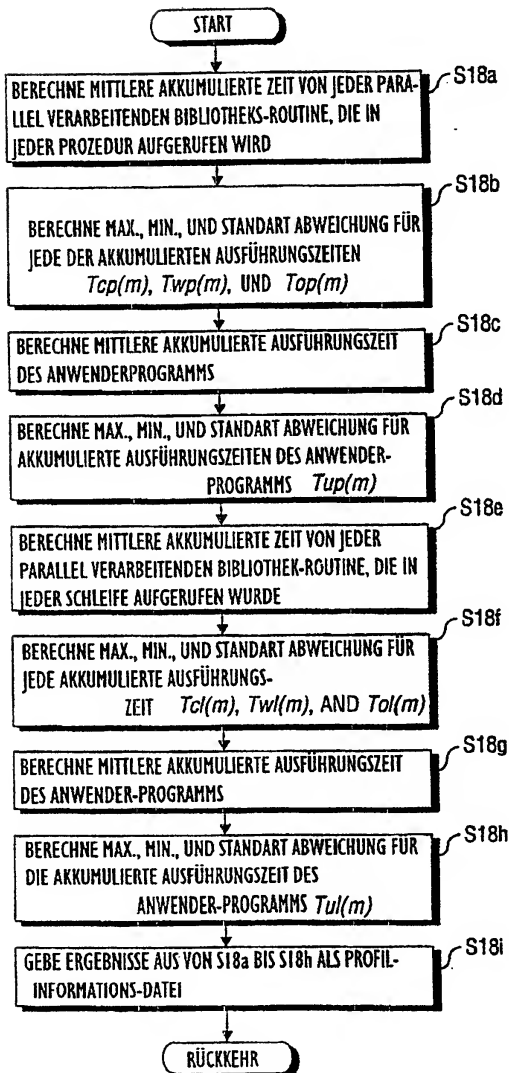 START
BERECHNE MITTLERE AKKUMULIERTE ZEIT VON JEDER PARA-
LLEL VERARBEITENDEN BIBLIOTHEKS-ROUTINE, DIE IN
JEDER PROZEDUR AUFGERUFEN WIRD
S18a
BERECHNE MAX., MIN., UND STANDART ABWEICHUNG FÜR
JEDE DER AKKUMULIERTEN AUSFÜHRUNGSZEITEN
Tcp(m), Twp(m), UND Top(m)
S18b
BERECHNE MITTLERE AKKUMULIERTE AUSFÜHRUNGSZEIT
DES ANWENDERPROGRAMMS
S18c
BERECHNE MAX., MIN., UND STANDART ABWEICHUNG FÜR
AKKUMULIERTE AUSFÜHRUNGSZEITEN DES ANWENDER-
PROGRAMMS Tup(m)
S18d
BERECHNE MITTLERE AKKUMULIERTE ZEIT VON JEDER
PARALLEL VERARBEITENDEN BIBLIOTHEK-ROUTINE, DIE IN
JEDER SCHLEIFE AUFGERUFEN WURDE
S18e
BERECHNE MAX., MIN., UND STANDART ABWEICHUNG FÜR
JEDE AKKUMULIERTE AUSFÜHRUNGS-
ZEIT Tcl(m), Twl(m), AND Tol(m)
S18f
BERECHNE MITTLERE AKKUMULIERTE AUSFÜHRUNGSZEIT
DES ANWENDER-PROGRAMMS
S18g
BERECHNE MAX., MIN., UND STANDART ABWEICHUNG FÜR
DIE AKKUMULIERTE AUSFÜHRUNGSZEIT DES
ANWENDER-PROGRAMMS Tul(m)
S18h
GEBE ERGEBNISSE AUS VON S18a BIS S18h ALS PROFIL-
INFORMATIONS-DATEI
S18i
RÜCKKEHR